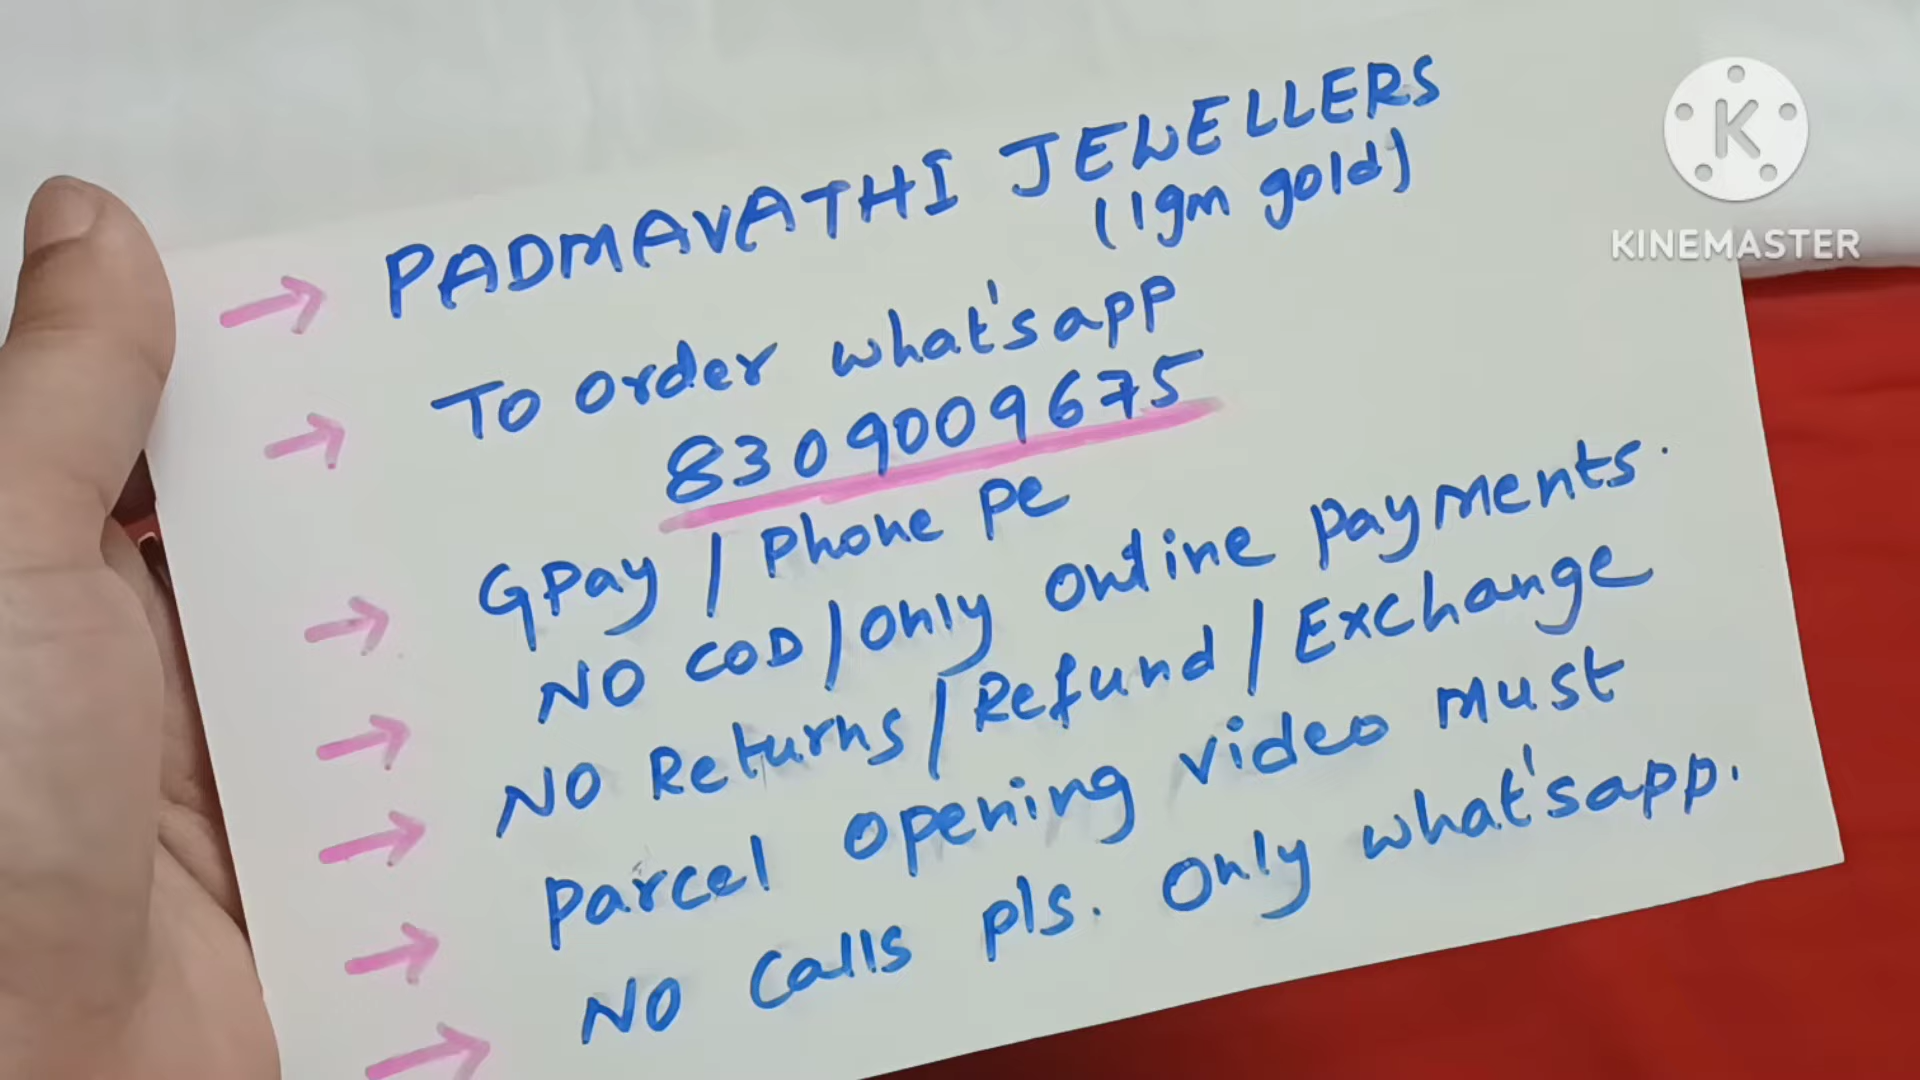 PADMAVATHI JEWELLERS
(1gm gold)
To order what'sapp
8309009675
GPay / Phone Pe
NO COD / only online payments.
NO Returns / Refund / Exchange
Parcel opening video must
NO Calls pls. Only what'sapp.
K
KINEMASTER